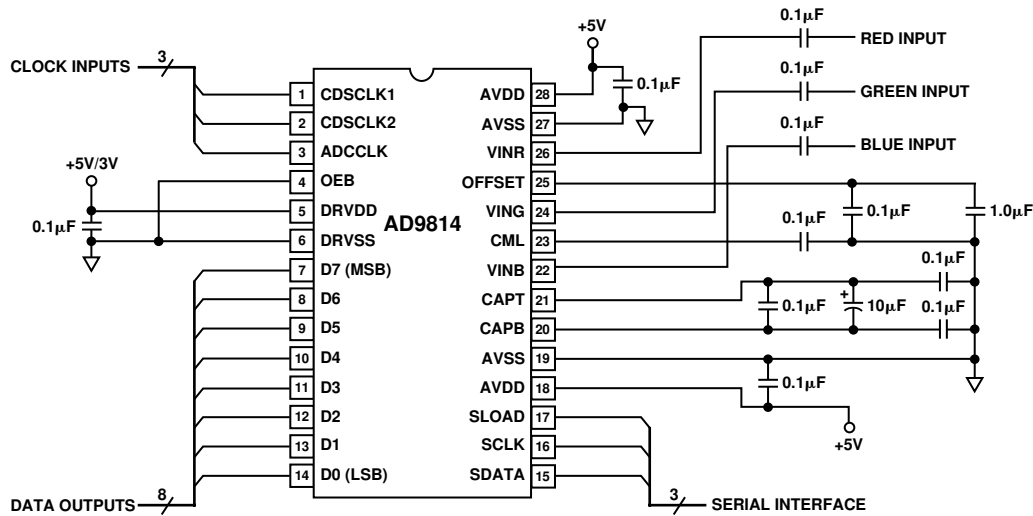 0.1µF
RED INPUT
+5V
3
CLOCK INPUTS
0.1µF
0.1µF
GREEN INPUT
1 CDSCLK1
AVDD 28
2 CDSCLK2
AVSS 27
0.1µF
BLUE INPUT
3 ADCCLK
VINR 26
+5V/3V
4 OEB
OFFSET 25
5 DRVDD
VING 24
0.1µF
AD9814
0.1µF
0.1µF
1.0µF
6 DRVSS
CML 23
7 D7 (MSB)
VINB 22
0.1µF
8 D6
CAPT 21
0.1µF
+
10µF
0.1µF
9 D5
CAPB 20
10 D4
AVSS 19
11 D3
AVDD 18
0.1µF
12 D2
SLOAD 17
+5V
13 D1
SCLK 16
14 D0 (LSB)
SDATA 15
DATA OUTPUTS
8
3
SERIAL INTERFACE